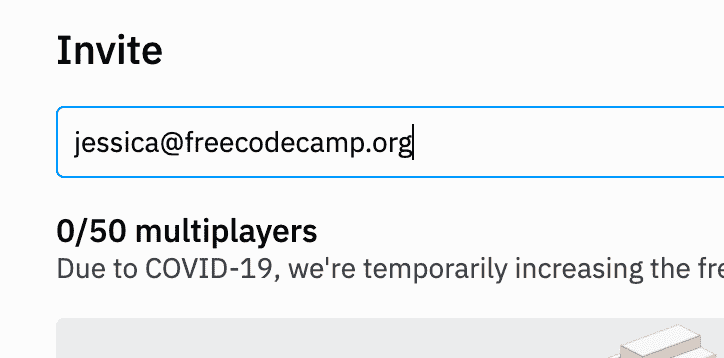 Invite
jessica@freecodecamp.org
0/50 multiplayers
Due to COVID-19, we're temporarily increasing the